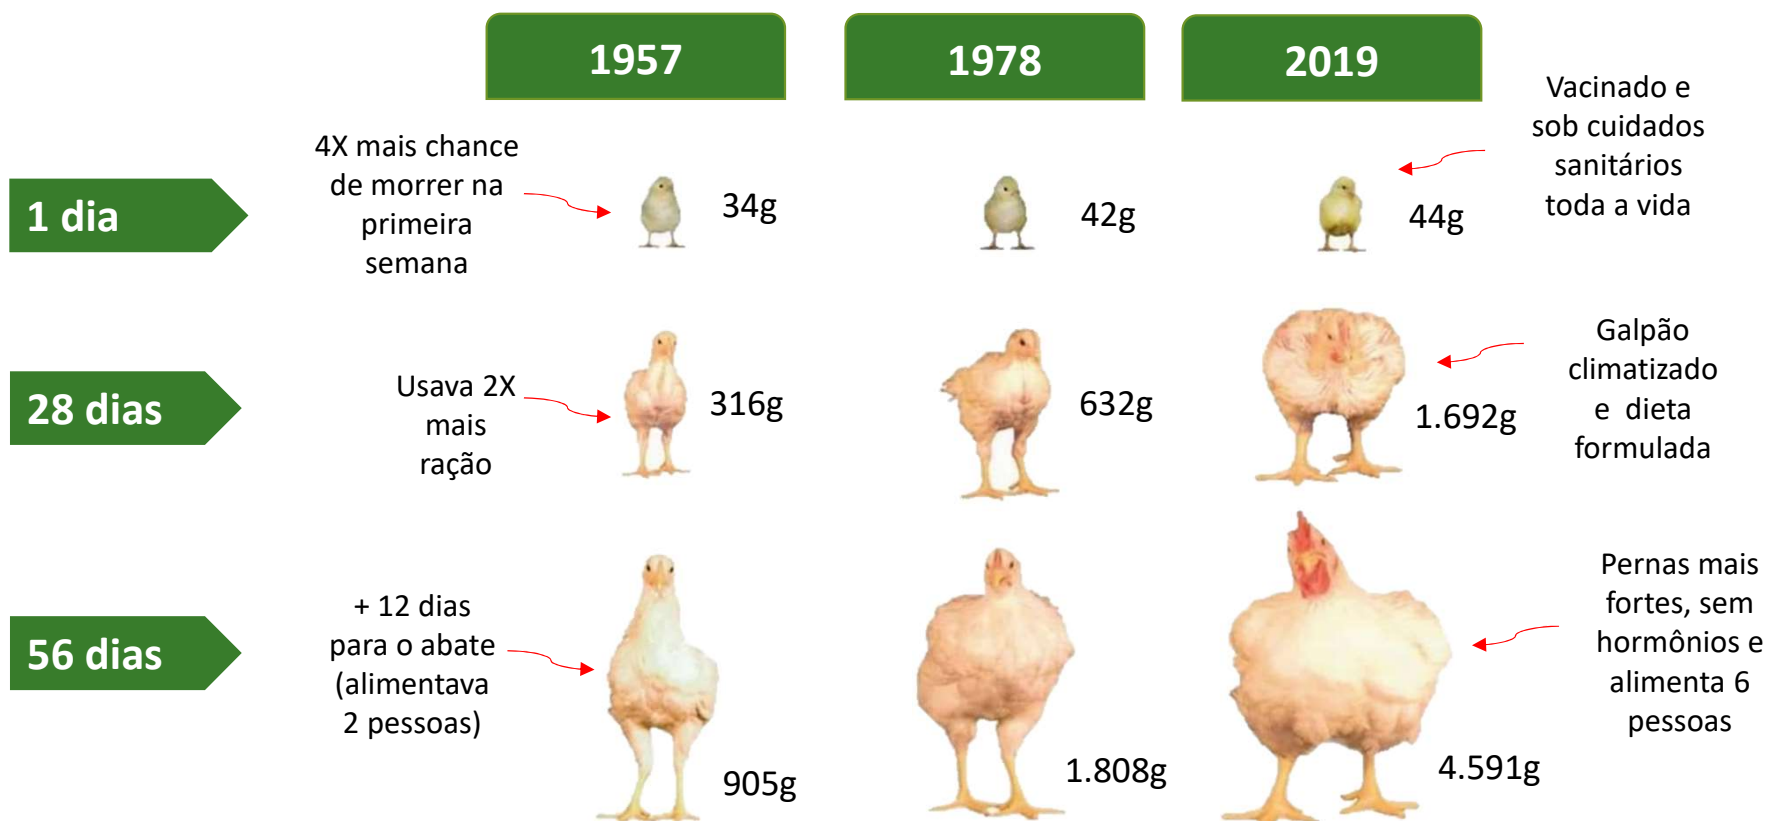 1957
1978
2019
1 dia
4X mais chance
de morrer na
primeira
semana
34g
42g
44g
Vacinado e
sob cuidados
sanitários
toda a vida
28 dias
Usava 2X
mais
ração
316g
632g
1.692g
Galpão
climatizado
e dieta
formulada
56 dias
+ 12 dias
para o abate
(alimentava
2 pessoas)
905g
1.808g
4.591g
Pernas mais
fortes, sem
hormônios e
alimenta 6
pessoas